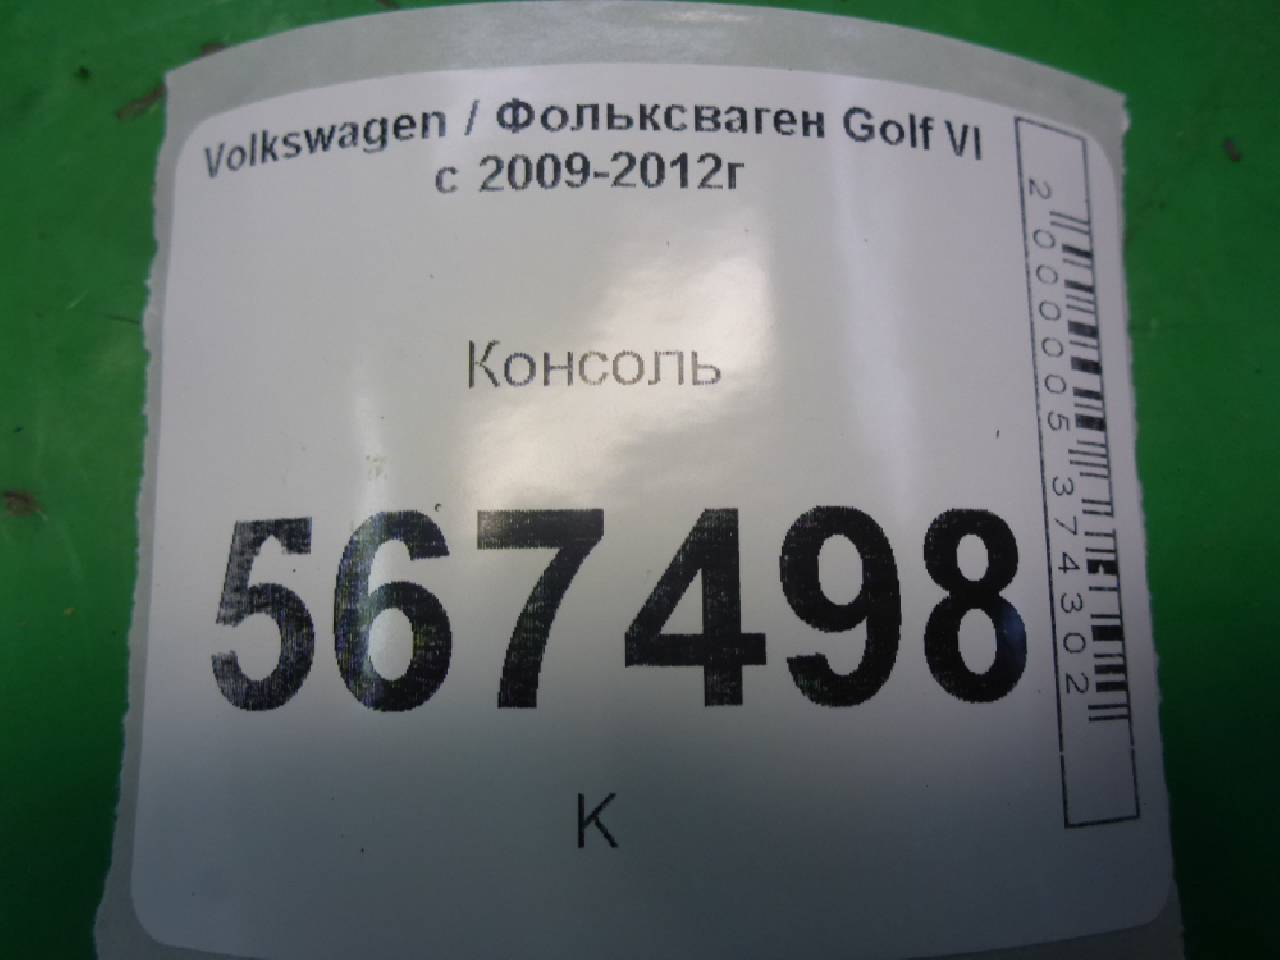 Volkswagen / Фольксваген Golf VI
с 2009-2012г
Консоль
567498
К
2000005374302